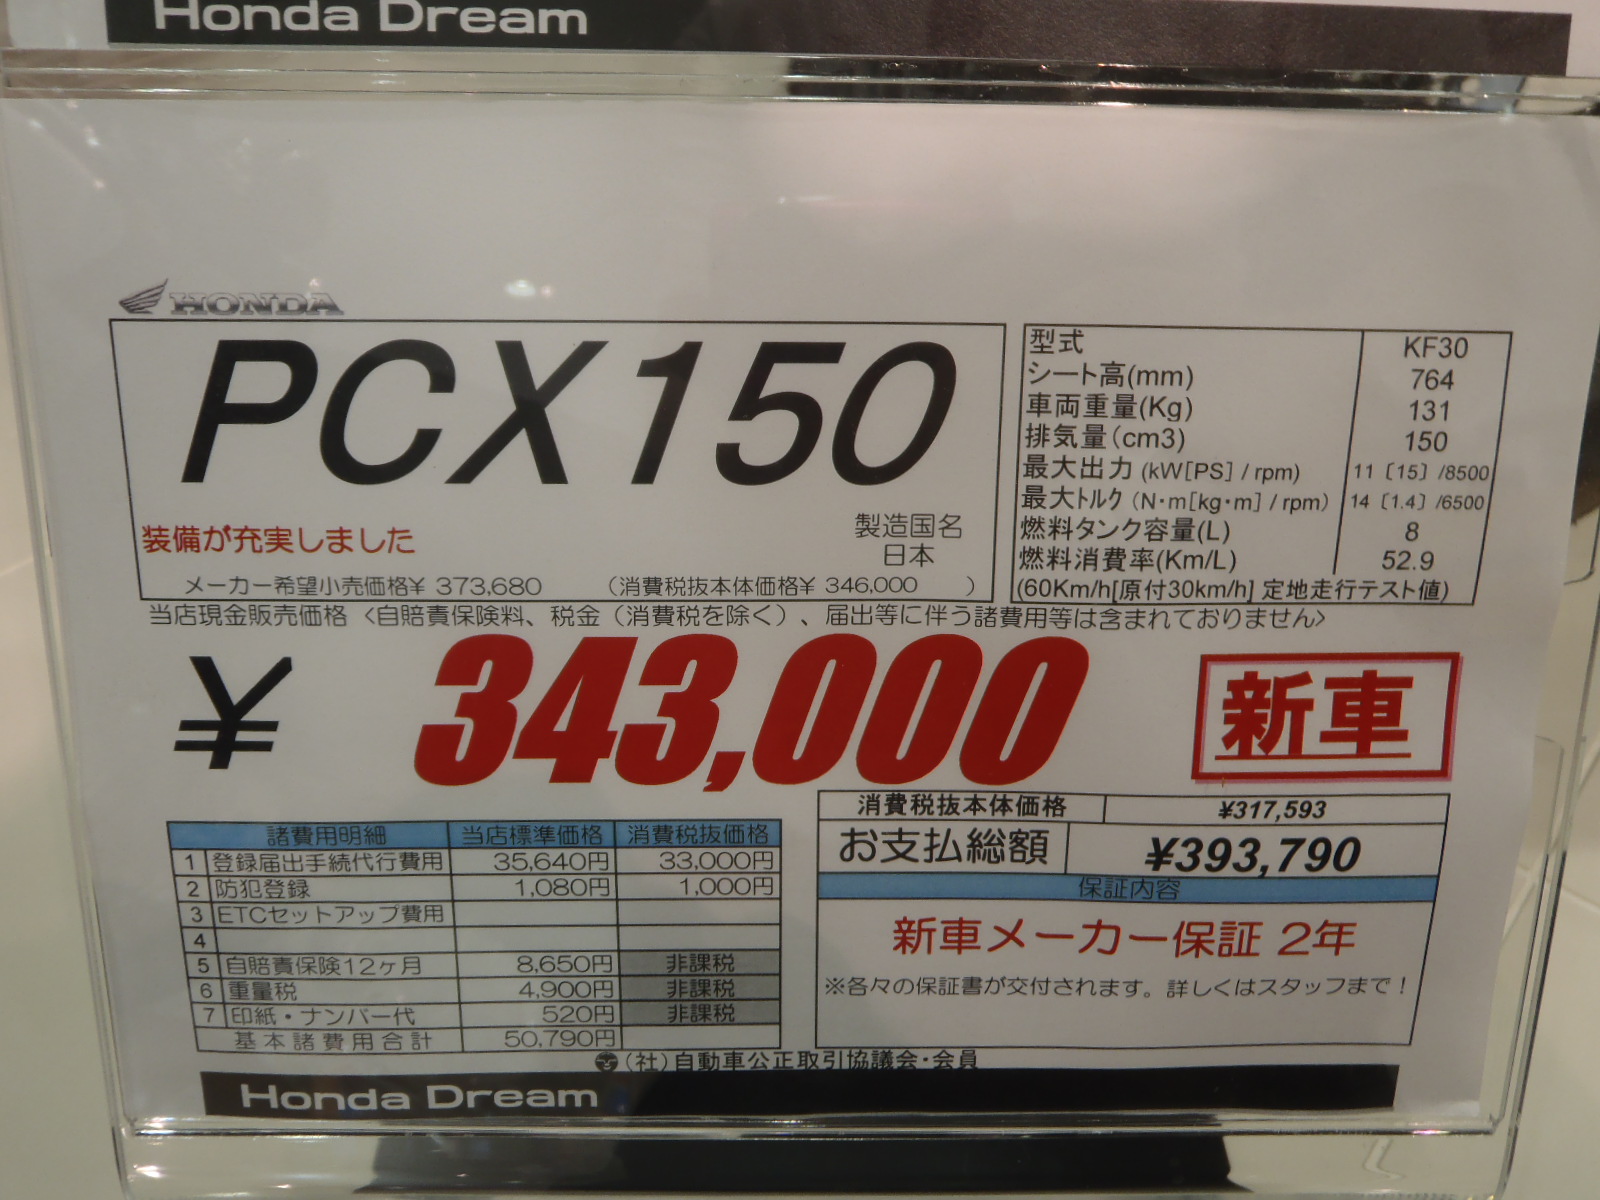 Honda Dream
HONDA
PCX150
装備が充実しました
製造国名
日本
メーカー希望小売価格¥ 373,680 （消費税抜本体価格¥ 346,000 ）
型式 KF30
シート高(mm) 764
車両重量(Kg) 131
排気量(cm3) 150
最大出力 (kW[PS] / rpm) 11〔15〕/8500
最大トルク（N・m[kg・m] / rpm） 14〔1.4〕/6500
燃料タンク容量(L) 8
燃料消費率(Km/L) 52.9
(60Km/h[原付30km/h] 定地走行テスト値)
当店現金販売価格〈自賠責保険料、税金（消費税を除く）、届出等に伴う諸費用等は含まれておりません〉
¥ 343,000
新車
諸費用明細 当店標準価格 消費税抜価格
1 登録届出手続代行費用 35,640円 33,000円
2 防犯登録 1,080円 1,000円
3 ETCセットアップ費用
4
5 自賠責保険12ヶ月 8,650円 非課税
6 重量税 4,900円 非課税
7 印紙・ナンバー代 520円 非課税
基本諸費用合計 50,790円
消費税抜本体価格 ¥317,593
お支払総額 ¥393,790
保証内容
新車メーカー保証 2年
※各々の保証書が交付されます。詳しくはスタッフまで！
（社）自動車公正取引協議会・会員
Honda Dream